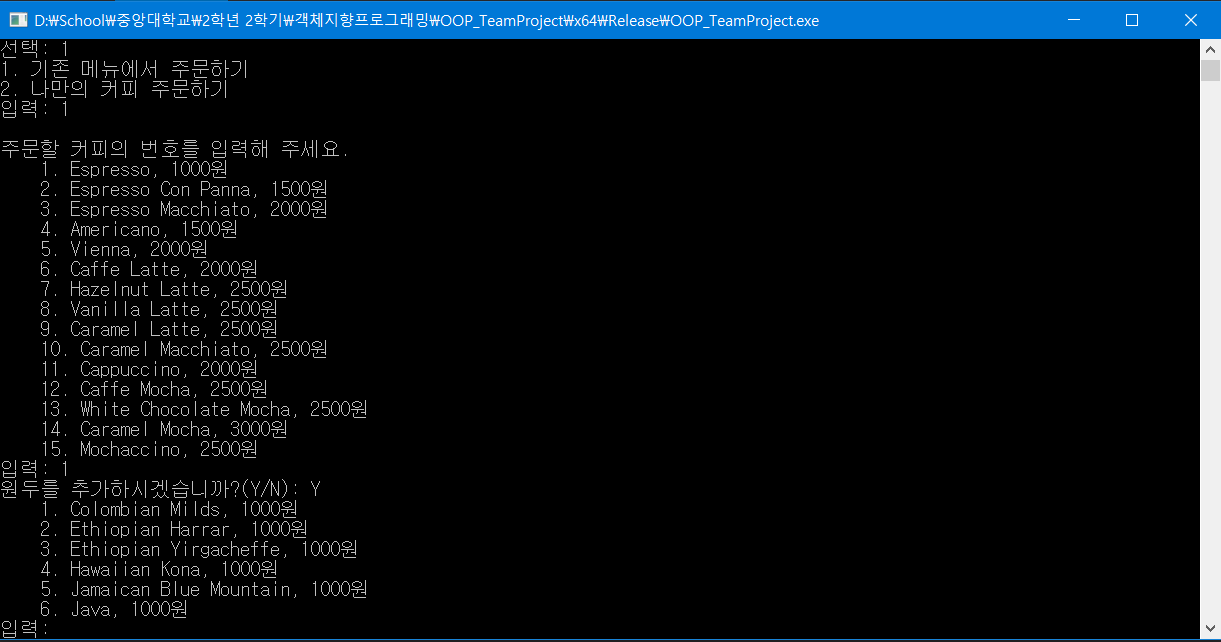 D:₩School₩중앙대학교₩2학년 2학기₩객체지향프로그래밍₩OOP_TeamProject₩x64₩Release₩OOP_TeamProject.exe
선택: 1
1. 기존 메뉴에서 주문하기
2. 나만의 커피 주문하기
입력: 1
주문할 커피의 번호를 입력해 주세요.
1. Espresso, 1000원
2. Espresso Con Panna, 1500원
3. Espresso Macchiato, 2000원
4. Americano, 1500원
5. Vienna, 2000원
6. Caffe Latte, 2000원
7. Hazelnut Latte, 2500원
8. Vanilla Latte, 2500원
9. Caramel Latte, 2500원
10. Caramel Macchiato, 2500원
11. Cappuccino, 2000원
12. Caffe Mocha, 2500원
13. White Chocolate Mocha, 2500원
14. Caramel Mocha, 3000원
15. Mochaccino, 2500원
입력: 1
원두를 추가하시겠습니까?(Y/N): Y
1. Colombian Milds, 1000원
2. Ethiopian Harrar, 1000원
3. Ethiopian Yirgacheffe, 1000원
4. Hawaiian Kona, 1000원
5. Jamaican Blue Mountain, 1000원
6. Java, 1000원
입력: